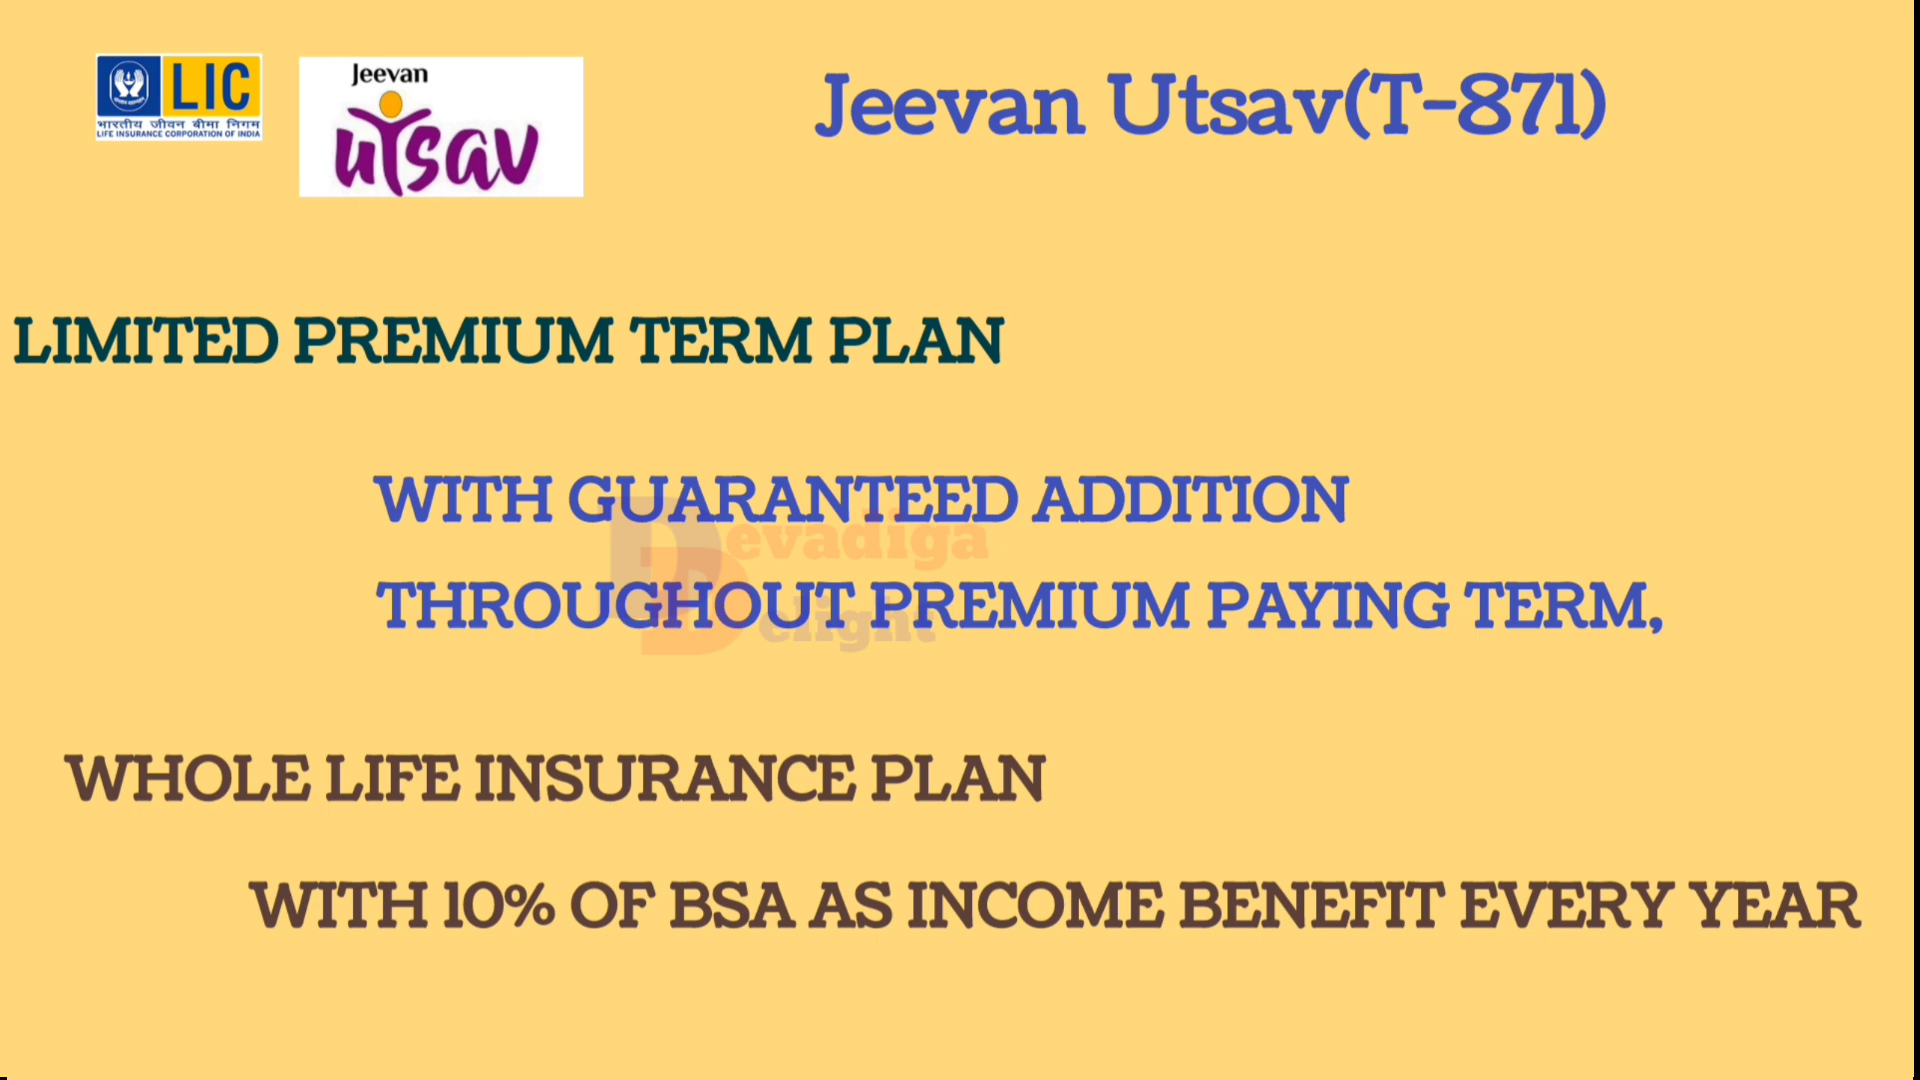 LIC
भारतीय जीवन बीमा निगम
LIFE INSURANCE CORPORATION OF INDIA
Jeevan
utsav
Jeevan Utsav(T-871)
LIMITED PREMIUM TERM PLAN
WITH GUARANTEED ADDITION
THROUGHOUT PREMIUM PAYING TERM,
Devadiga
Delight
WHOLE LIFE INSURANCE PLAN
WITH 10% OF BSA AS INCOME BENEFIT EVERY YEAR